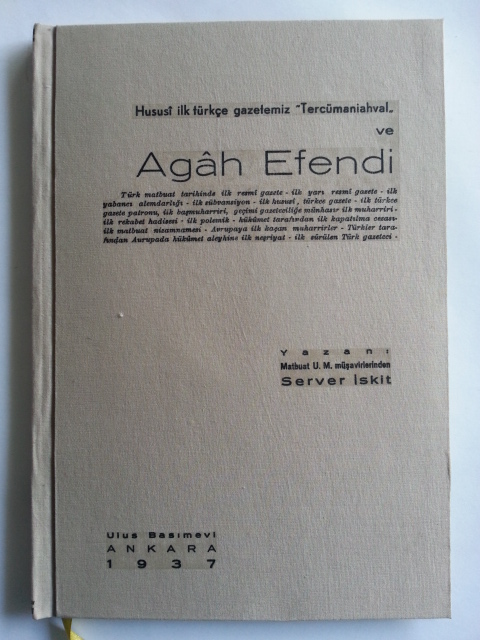 Hususî ilk türkçe gazetemiz "Tercümaniahval„
ve
Agâh Efendi
Türk matbuat tarihinde ilk resmî gazete - ilk yarı resmî gazete - ilk
yabancı alemdarlığı - ilk sübvansiyon - ilk hususî, türkçe gazete - ilk türkçe
gazete patronu, ilk başmuharriri, geçimi gazeteciliğe münhasır ilk muharriri -
ilk rekabet hadisesi - ilk polemik - hükûmet tarafından ilk kapatılma cezası-
ilk matbuat nizamnamesi - Avrupaya ilk kaçan muharrirler - Türkler tara-
fından Avrupada hükûmet aleyhine ilk neşriyat - ilk sürülen Türk gazeteci -
Yazan:
Matbuat U. M. müşavirlerinden
Server İskit
Ulus Basımevi
ANKARA
1937